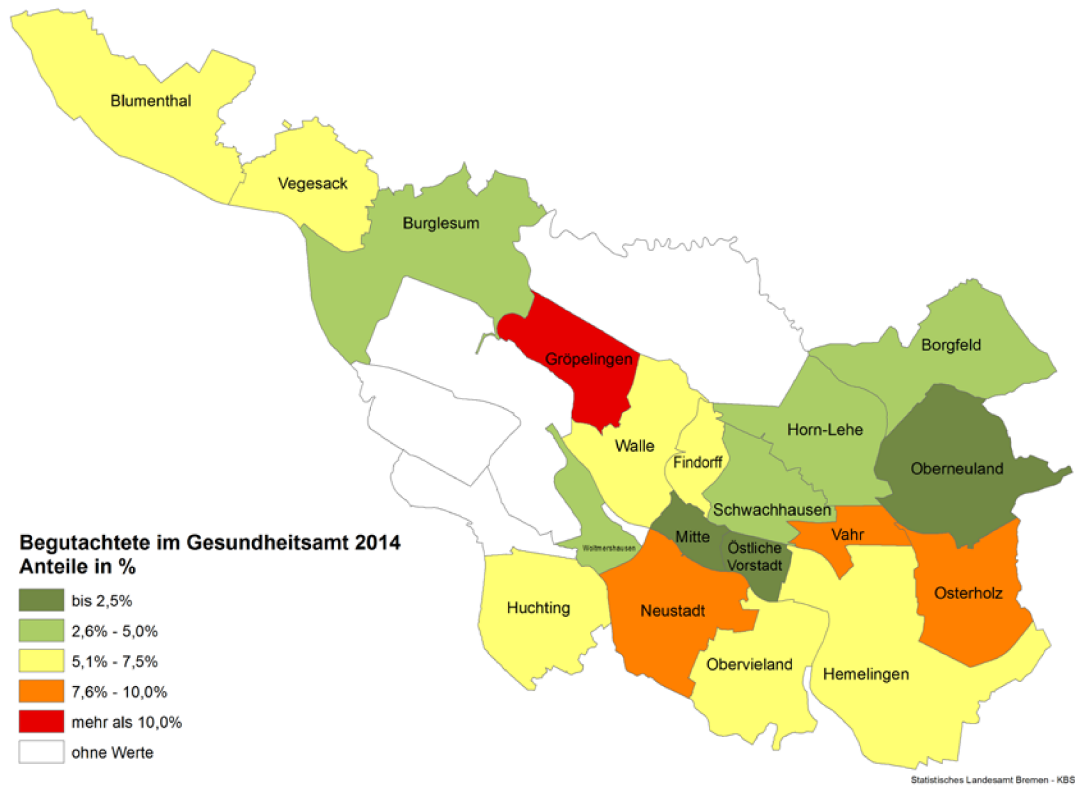 Blumenthal
Vegesack
Burglesum
Gröpelingen
Borgfeld
Horn-Lehe
Walle
Findorff
Oberneuland
Schwachhausen
Vahr
Mitte
Östliche
Vorstadt
Woltmershausen
Osterholz
Huchting
Neustadt
Obervieland
Hemelingen
Begutachtete im Gesundheitsamt 2014
Anteile in %
bis 2,5%
2,6% - 5,0%
5,1% - 7,5%
7,6% - 10,0%
mehr als 10,0%
ohne Werte
Statistisches Landesamt Bremen - KBS